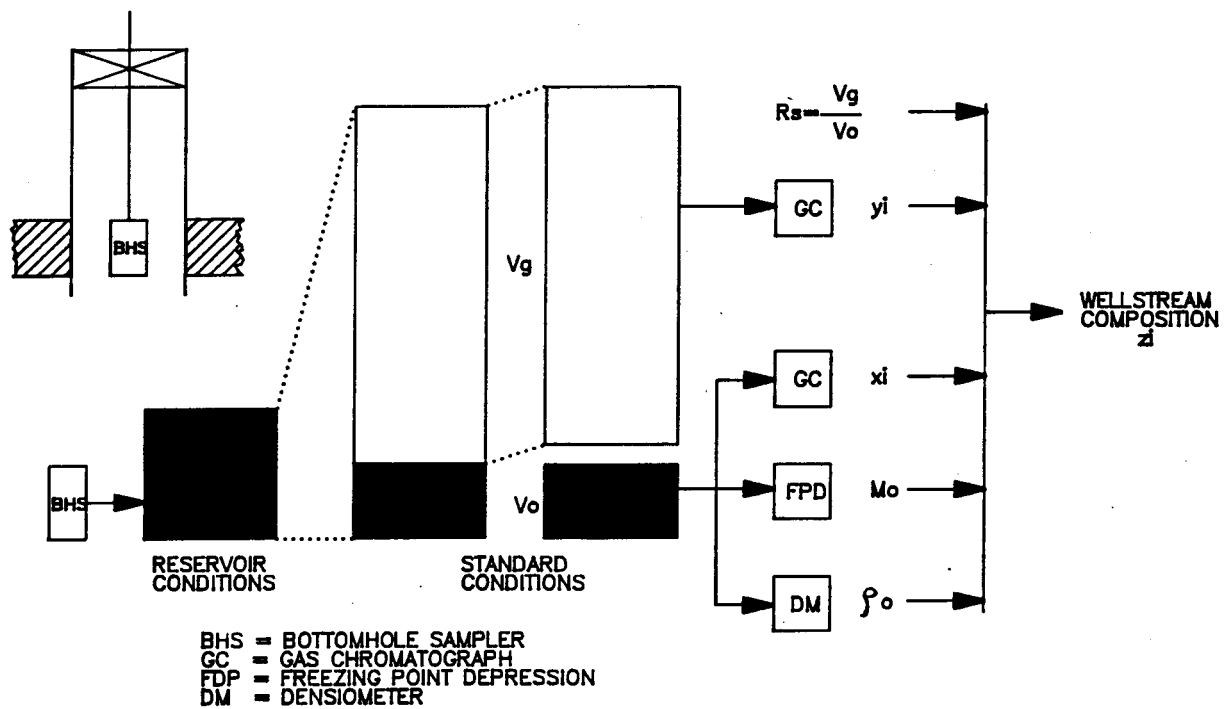 BHS
Rs=
Vg
Vo
GC
yi
Vg
WELLSTREAM
COMPOSITION
zi
GC
xi
BHS
Vo
FPD
Mo
RESERVOIR
CONDITIONS
STANDARD
CONDITIONS
DM
ρo
BHS = BOTTOMHOLE SAMPLER
GC = GAS CHROMATOGRAPH
FDP = FREEZING POINT DEPRESSION
DM = DENSIOMETER